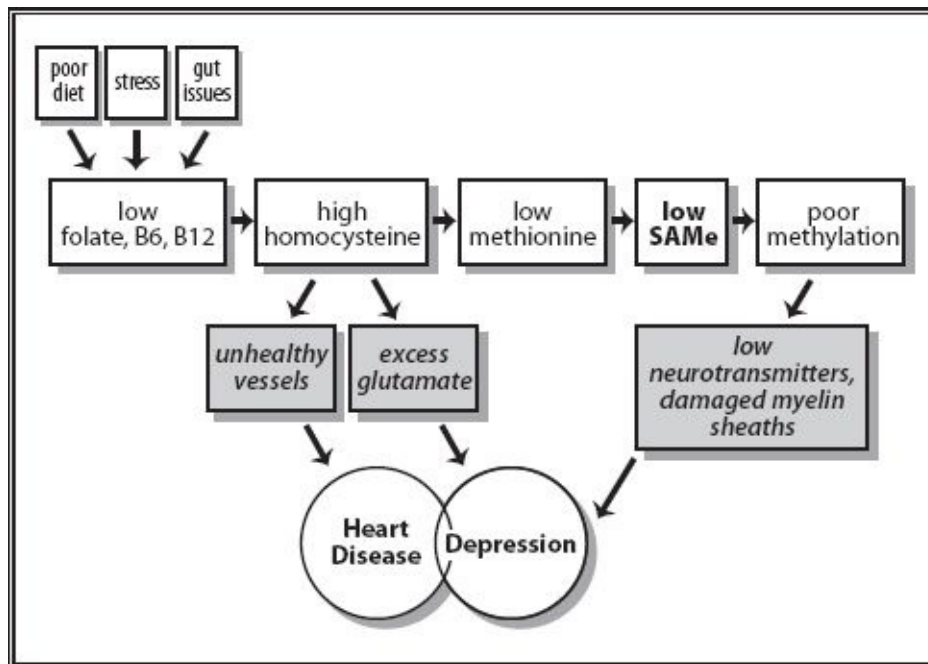 poor
diet
stress
gut
issues
low
folate, B6, B12
high
homocysteine
low
methionine
low
SAMe
poor
methylation
unhealthy
vessels
excess
glutamate
low
neurotransmitters,
damaged myelin
sheaths
Heart
Disease
Depression